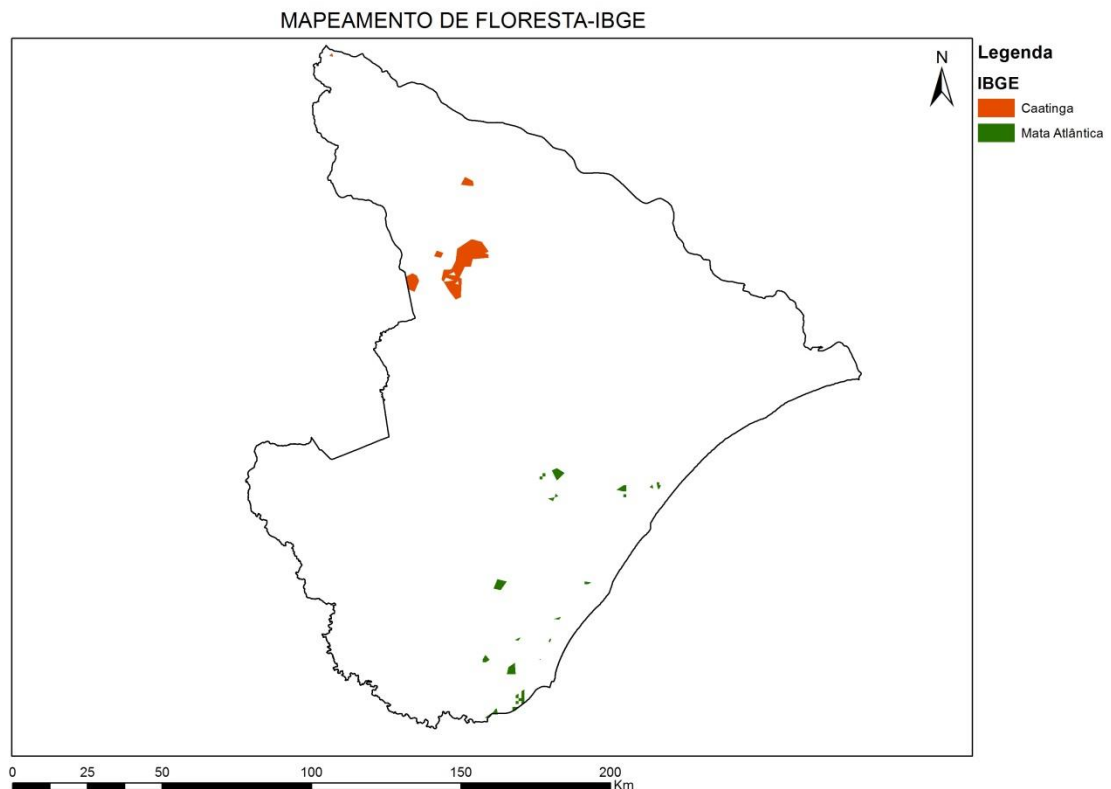 MAPEAMENTO DE FLORESTA-IBGE
N
Legenda
IBGE
Caatinga
Mata Atlântica
0 25 50 100 150 200
Km